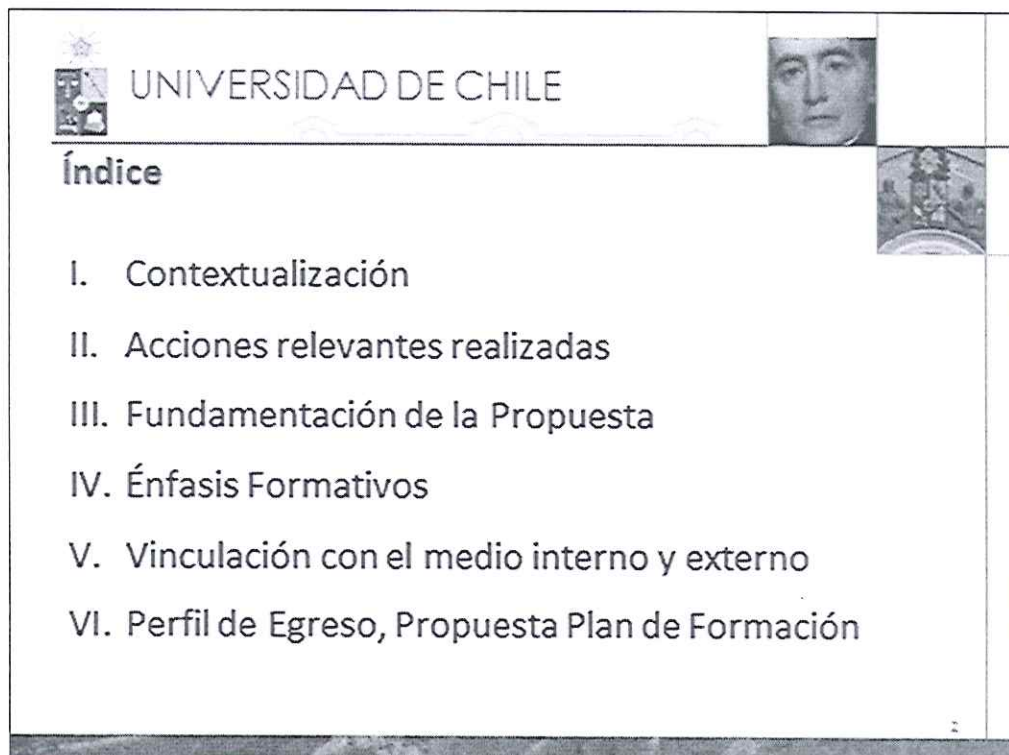 UNIVERSIDAD DE CHILE
Índice
I. Contextualización
II. Acciones relevantes realizadas
III. Fundamentación de la Propuesta
IV. Énfasis Formativos
V. Vinculación con el medio interno y externo
VI. Perfil de Egreso, Propuesta Plan de Formación
2